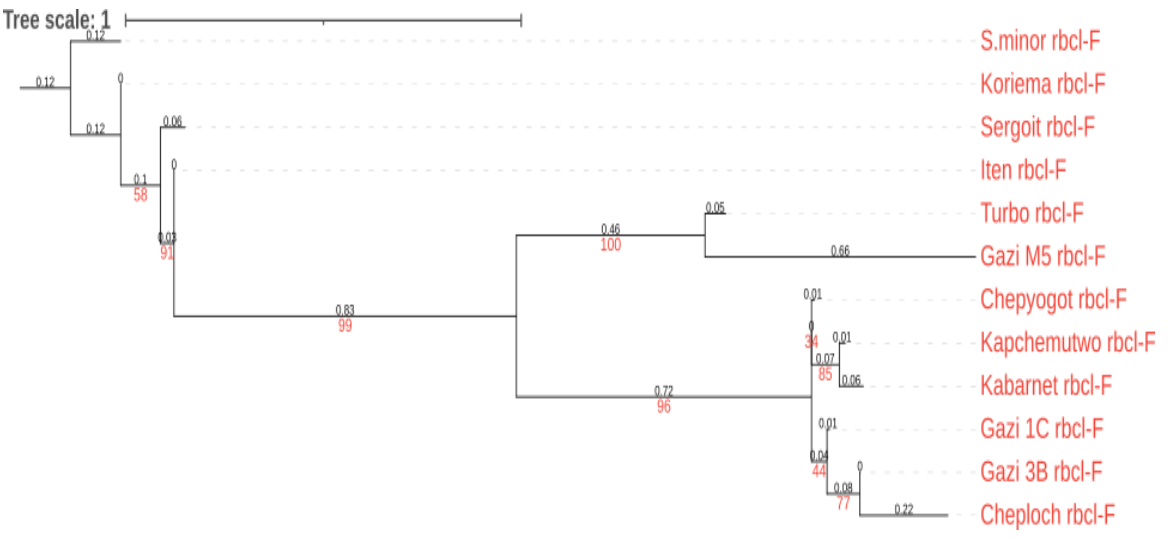 Tree scale: 1
0.12
S.minor rbcl-F
0.12
0
Koriema rbcl-F
0.12
0.06
Sergoit rbcl-F
0
Iten rbcl-F
0.1
58
0.05
Turbo rbcl-F
0.46
100
0.03
91
0.66
Gazi M5 rbcl-F
0.01
Chepyogot rbcl-F
0.83
99
0
34
0.01
Kapchemutwo rbcl-F
0.07
85
0.06
Kabarnet rbcl-F
0.72
96
0.01
Gazi 1C rbcl-F
0.04
44
0
Gazi 3B rbcl-F
0.08
77
0.22
Cheploch rbcl-F